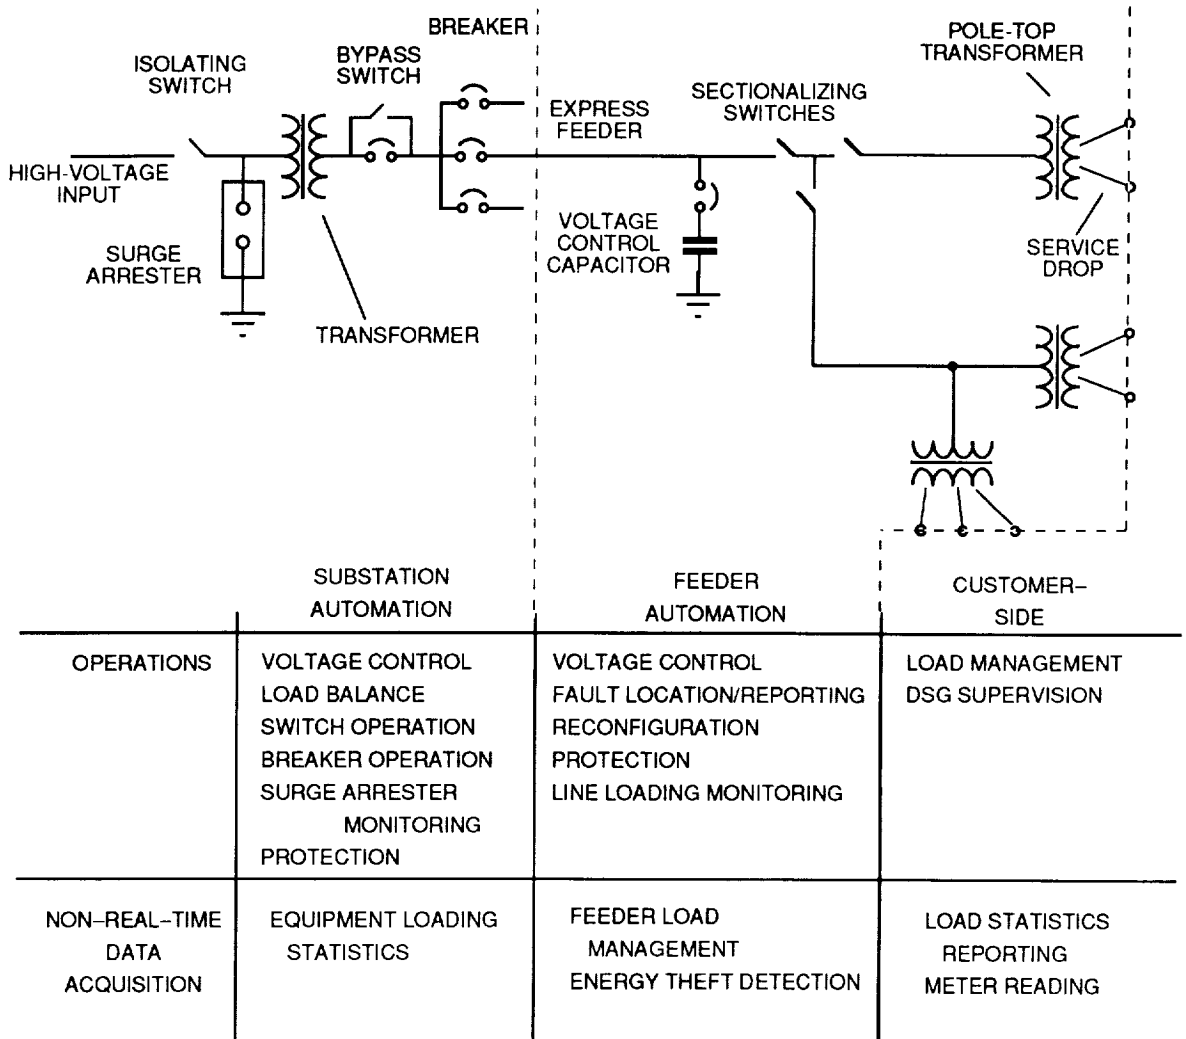 BREAKER
ISOLATING
SWITCH
BYPASS
SWITCH
POLE-TOP
TRANSFORMER
EXPRESS
FEEDER
SECTIONALIZING
SWITCHES
HIGH-VOLTAGE
INPUT
SURGE
ARRESTER
VOLTAGE
CONTROL
CAPACITOR
SERVICE
DROP
TRANSFORMER
SUBSTATION
AUTOMATION
FEEDER
AUTOMATION
CUSTOMER–
SIDE
OPERATIONS
VOLTAGE CONTROL
LOAD BALANCE
SWITCH OPERATION
BREAKER OPERATION
SURGE ARRESTER
MONITORING
PROTECTION
VOLTAGE CONTROL
FAULT LOCATION/REPORTING
RECONFIGURATION
PROTECTION
LINE LOADING MONITORING
LOAD MANAGEMENT
DSG SUPERVISION
NON–REAL–TIME
DATA
ACQUISITION
EQUIPMENT LOADING
STATISTICS
FEEDER LOAD
MANAGEMENT
ENERGY THEFT DETECTION
LOAD STATISTICS
REPORTING
METER READING